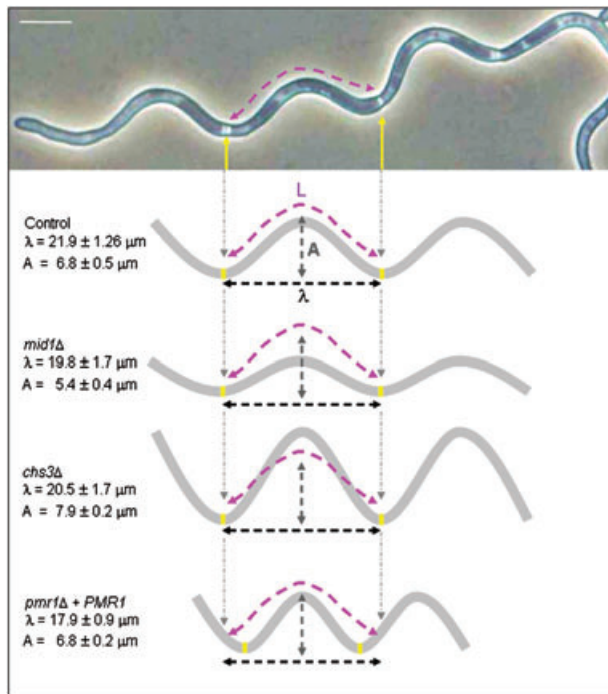 L
Control
λ = 21.9 ± 1.26 µm
A = 6.8 ± 0.5 µm
A
λ
mid1Δ
λ = 19.8 ± 1.7 µm
A = 5.4 ± 0.4 µm
chs3Δ
λ = 20.5 ± 1.7 µm
A = 7.9 ± 0.2 µm
pmr1Δ + PMR1
λ = 17.9 ± 0.9 µm
A = 6.8 ± 0.2 µm